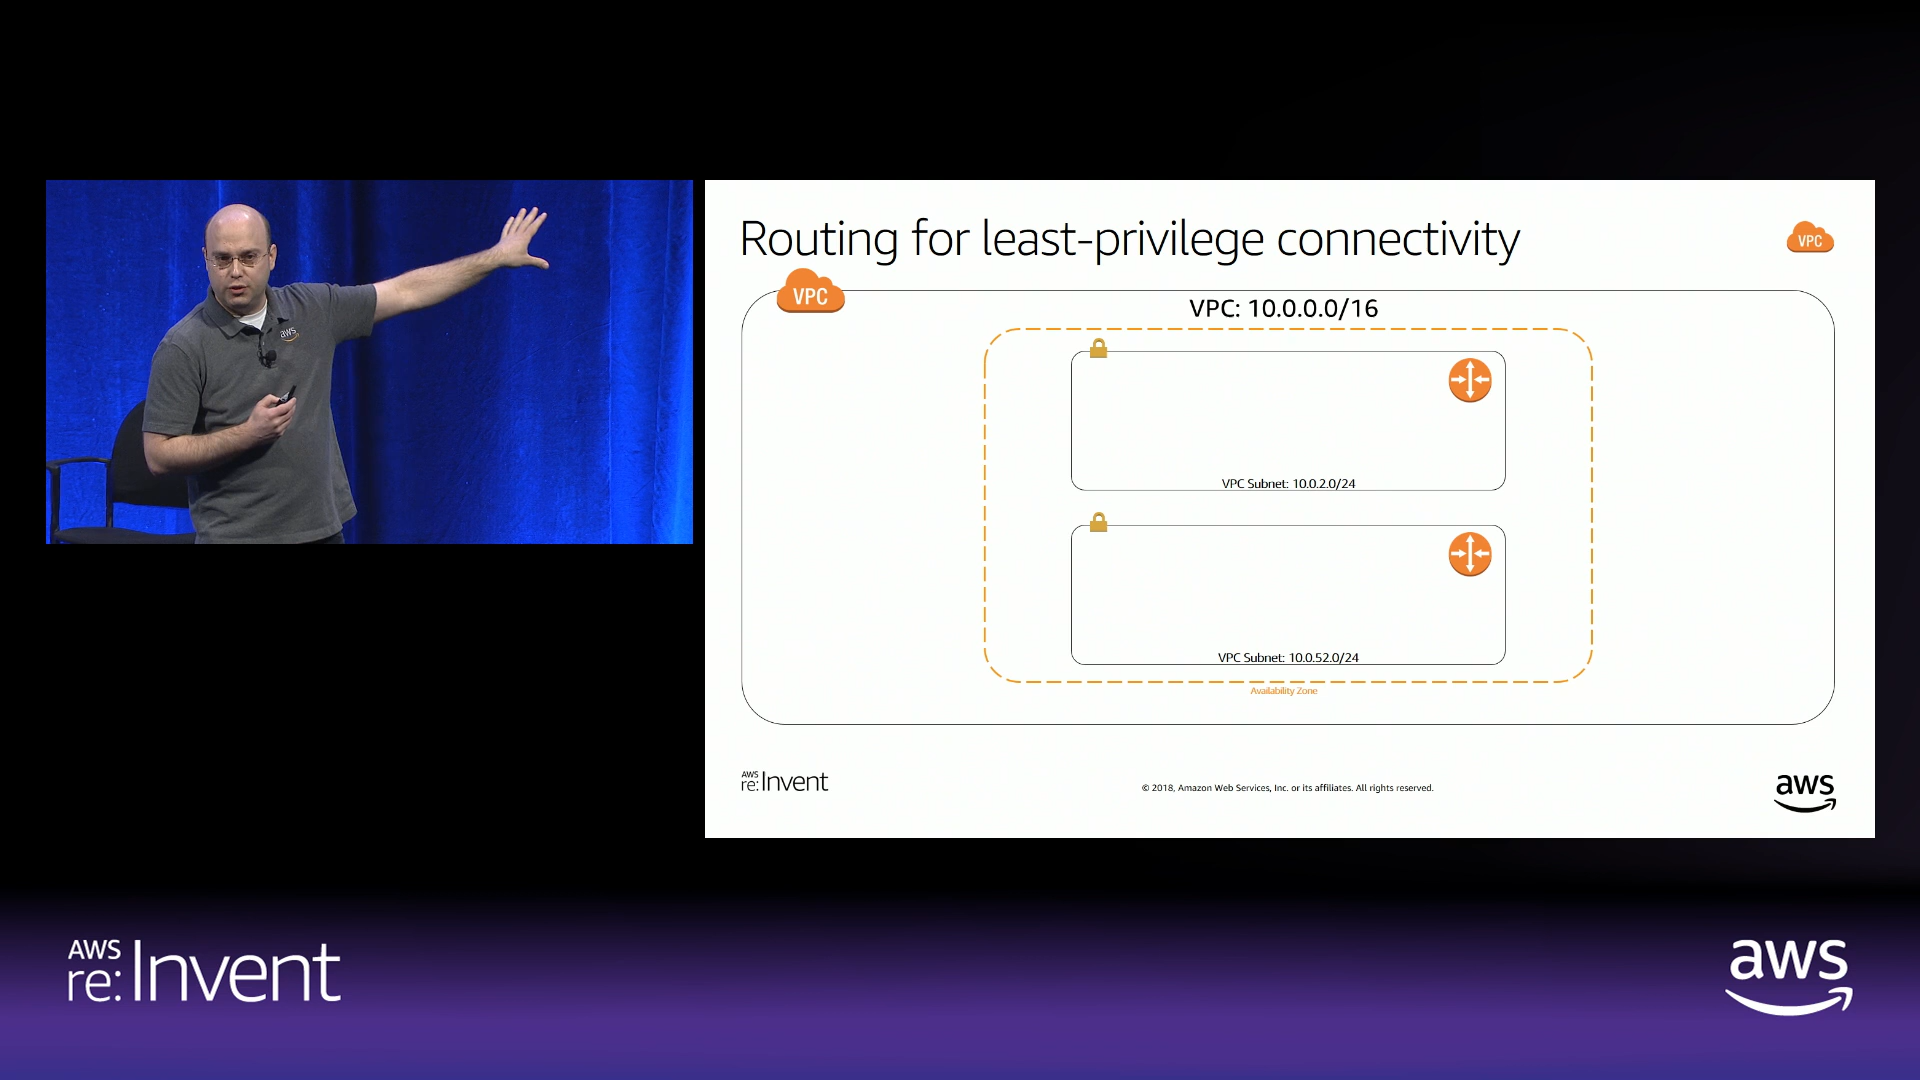 aws
Routing for least-privilege connectivity
VPC
VPC
VPC: 10.0.0.0/16
VPC Subnet: 10.0.2.0/24
VPC Subnet: 10.0.52.0/24
Availability Zone
AWS
re:Invent
© 2018, Amazon Web Services, Inc. or its affiliates. All rights reserved.
aws
AWS
re:Invent
aws